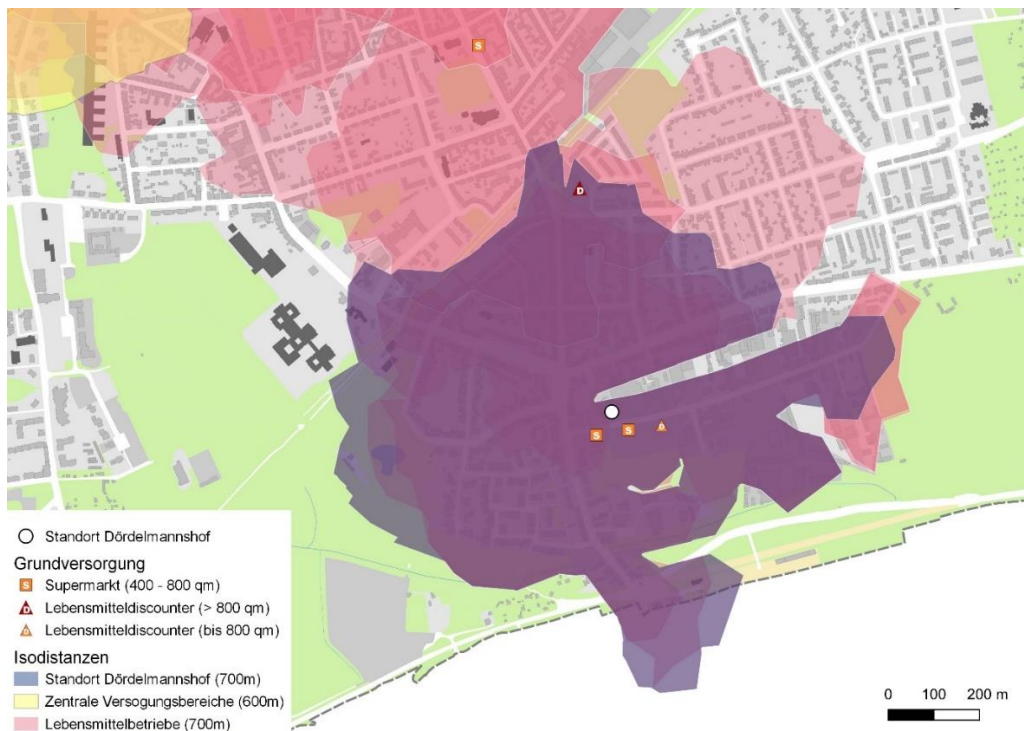 S
D
S
S
D
Standort Dördelmannshof
Grundversorgung
S Supermarkt (400 - 800 qm)
D Lebensmitteldiscounter (> 800 qm)
D Lebensmitteldiscounter (bis 800 qm)
Isodistanzen
Standort Dördelmannshof (700m)
Zentrale Versogungsbereiche (600m)
Lebensmittelbetriebe (700m)
0 100 200 m